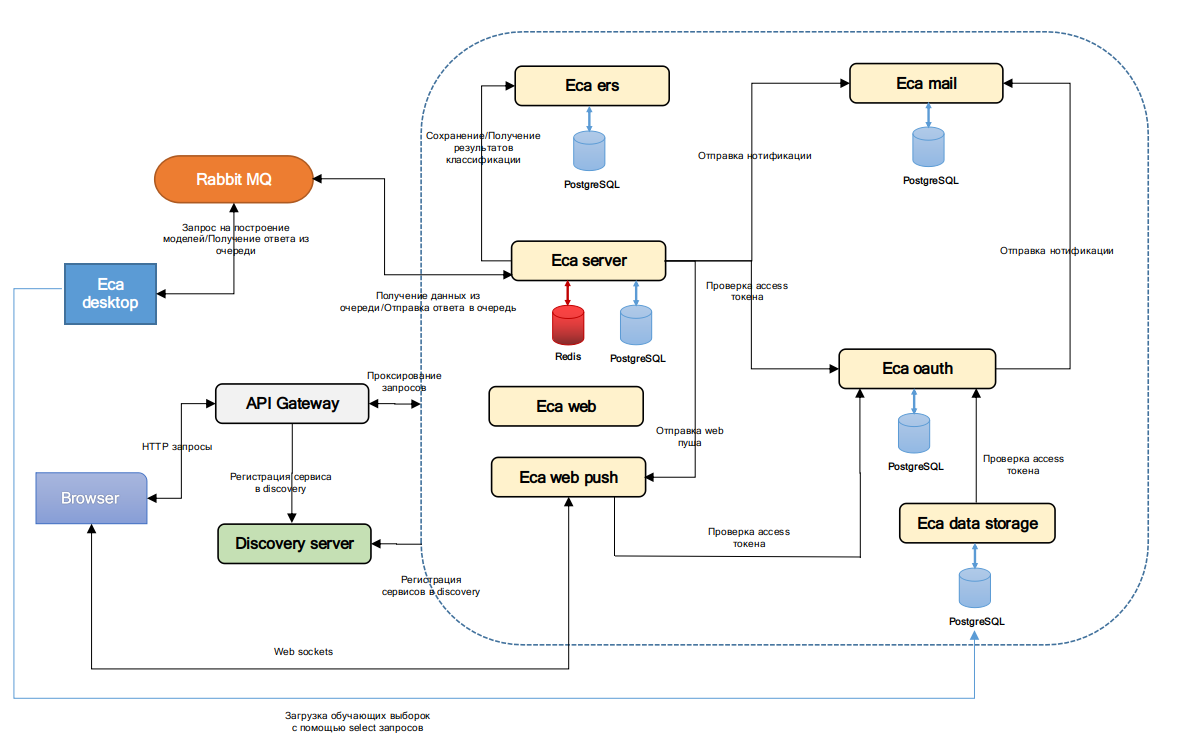 Eca ers
Eca mail
Сохранение/Получение
результатов
классификации
PostgreSQL
PostgreSQL
Отправка нотификации
Rabbit MQ
Запрос на построение
моделей/Получение ответа из
очереди
Eca server
Отправка нотификации
Eca
desktop
Получение данных из
очереди/Отправка ответа в очередь
Проверка access
токена
Redis
PostgreSQL
Eca oauth
Проксирование
запросов
API Gateway
Eca web
HTTP запросы
Отправка web
пуша
PostgreSQL
Проверка access
токена
Регистрация сервиса
в discovery
Eca web push
Browser
Eca data storage
Discovery server
Проверка access
токена
Регистрация
сервисов в discovery
PostgreSQL
Web sockets
Загрузка обучающих выборок
с помощью select запросов